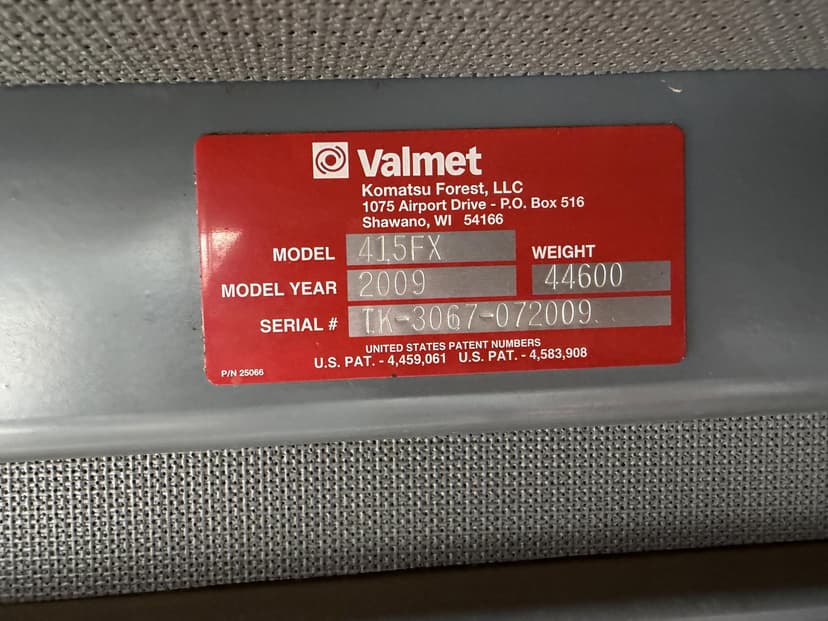 Valmet
Komatsu Forest, LLC
1075 Airport Drive - P.O. Box 516
Shawano, WI 54166
MODEL 415FX
WEIGHT
MODEL YEAR 2009 44600
SERIAL # TK-3067-072009
UNITED STATES PATENT NUMBERS
U.S. PAT. - 4,459,061 U.S. PAT. - 4,583,908
P/N 25066